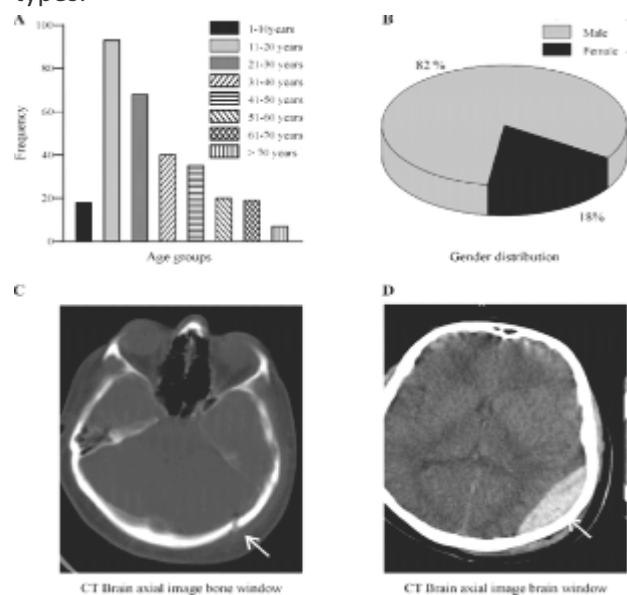 types.
A
100
80
60
40
20
0
Frequency
1-10years
11-20 years
21-30 years
31-40 years
41-50 years
51-60 years
61-70 years
> 70 years
Age groups
B
Male
Female
82 %
18%
Gender distribution
C
CT Brain axial image bone window
D
CT Brain axial image brain window